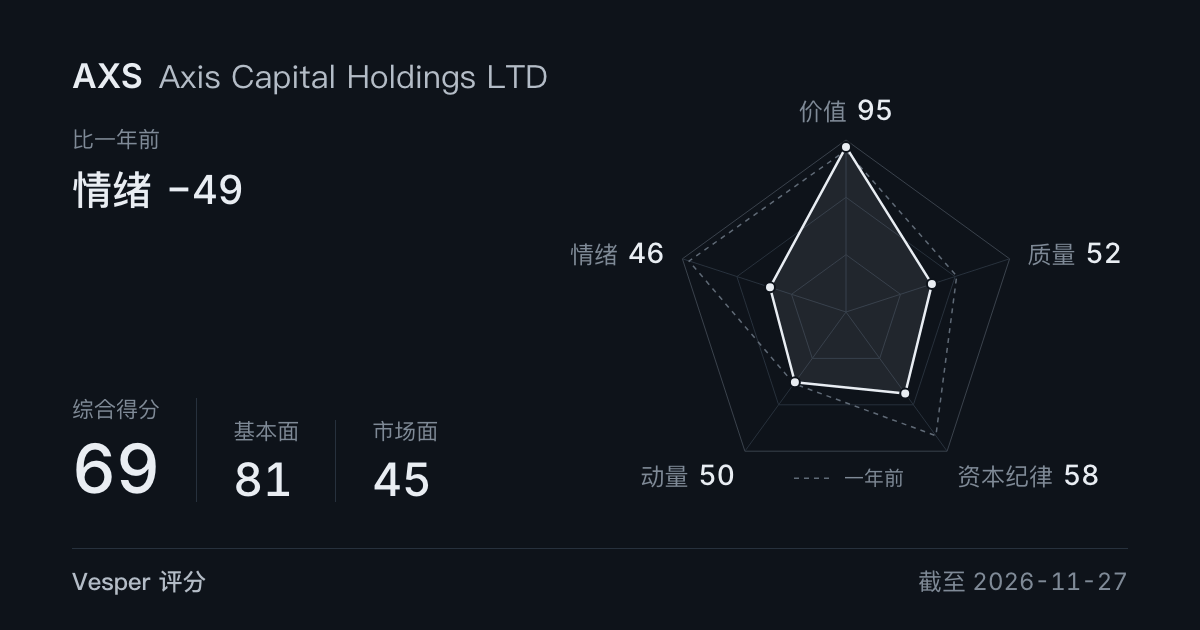 AXS Axis Capital Holdings LTD
比一年前
情绪 −49
价值 95
情绪 46
质量 52
动量 50
资本纪律 58
一年前
综合得分
69
基本面
81
市场面
45
Vesper 评分
截至 2026-11-27